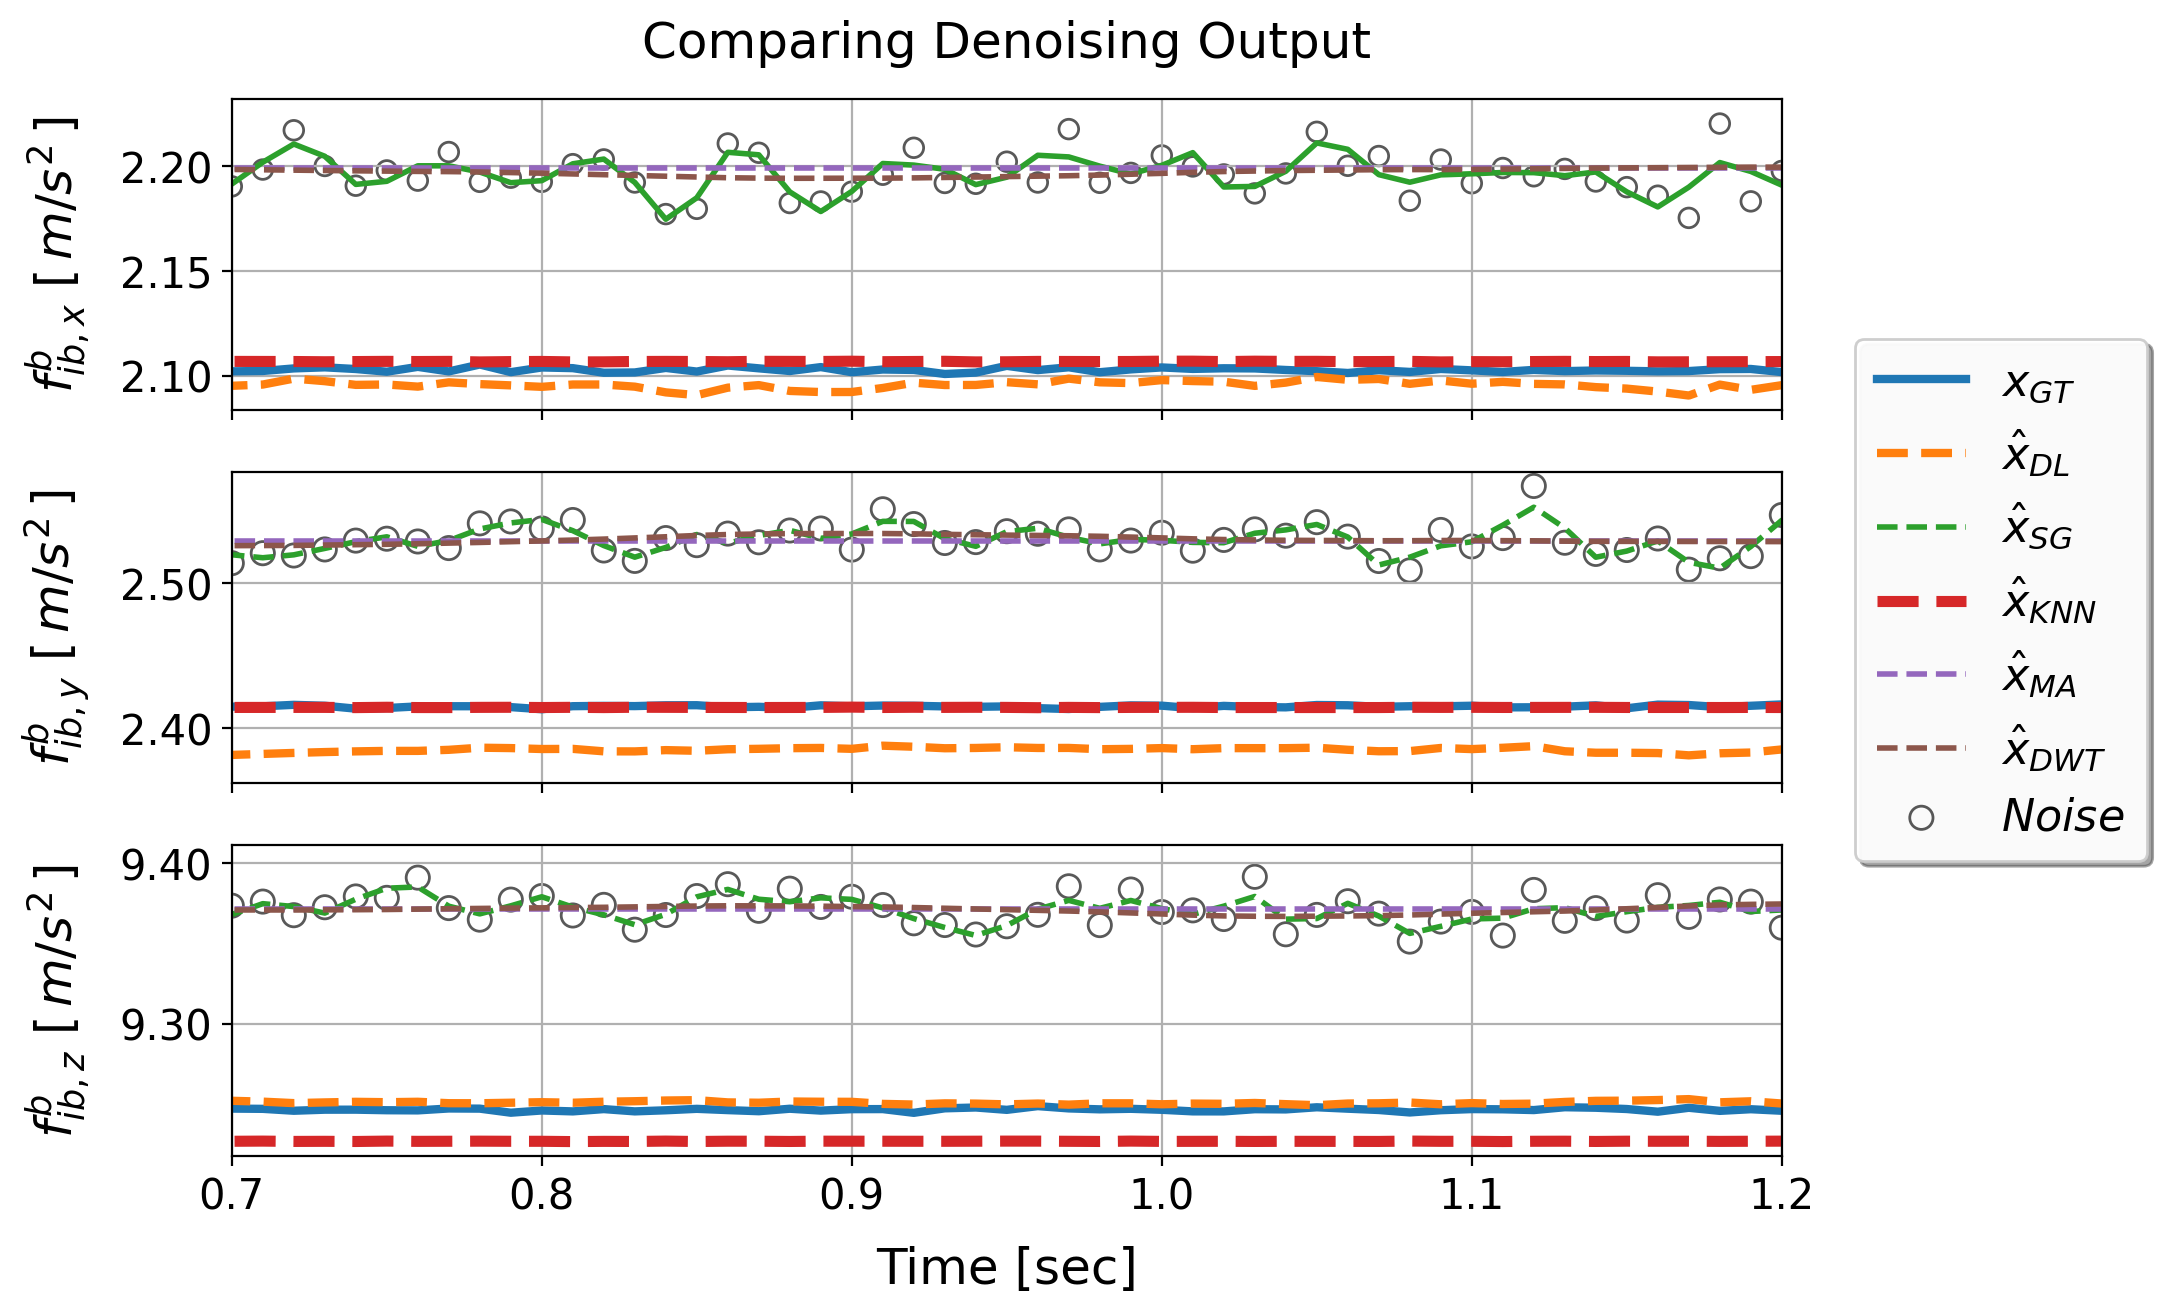 Comparing Denoising Output
f^b_{ib, x} [ m/s^2 ]
2.20
2.15
2.10
f^b_{ib, y} [ m/s^2 ]
2.50
2.40
f^b_{ib, z} [ m/s^2 ]
9.40
9.30
0.7 0.8 0.9 1.0 1.1 1.2
Time [sec]
x_{GT}
x̂_{DL}
x̂_{SG}
x̂_{KNN}
x̂_{MA}
x̂_{DWT}
Noise